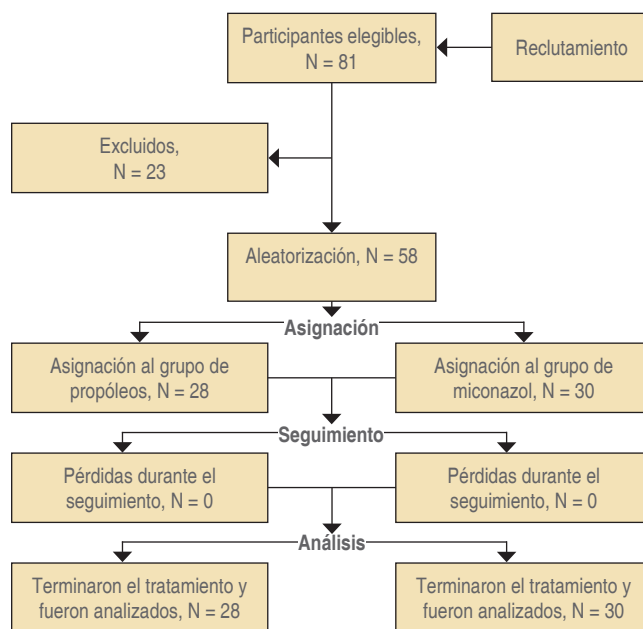 Participantes elegibles,
N = 81
Reclutamiento
Excluidos,
N = 23
Aleatorización, N = 58
Asignación
Asignación al grupo de
propóleos, N = 28
Asignación al grupo de
miconazol, N = 30
Seguimiento
Pérdidas durante el
seguimiento, N = 0
Pérdidas durante el
seguimiento, N = 0
Análisis
Terminaron el tratamiento y
fueron analizados, N = 28
Terminaron el tratamiento y
fueron analizados, N = 30